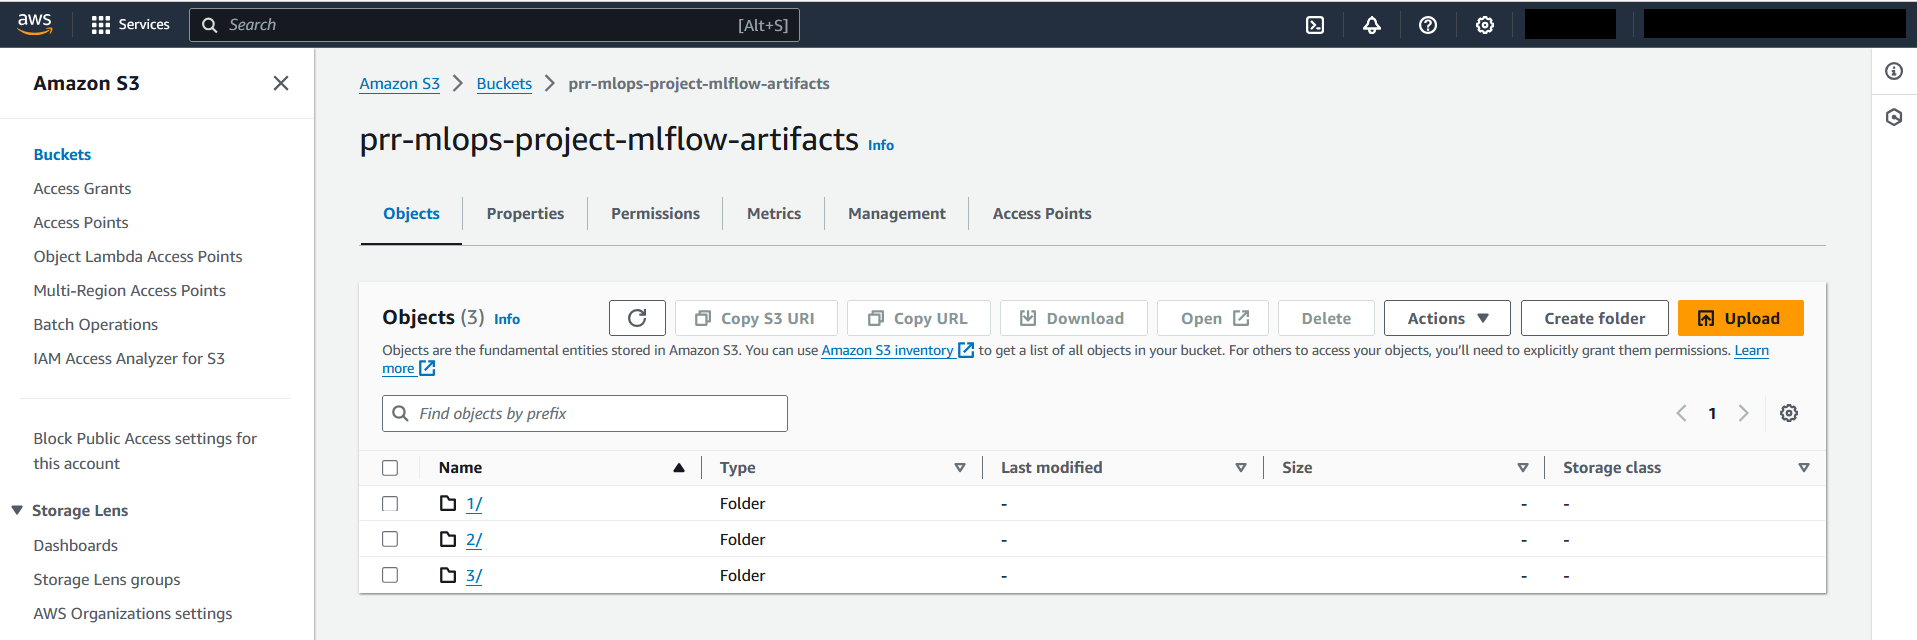 aws Services Search [Alt+S]
Amazon S3
Buckets
Access Grants
Access Points
Object Lambda Access Points
Multi-Region Access Points
Batch Operations
IAM Access Analyzer for S3
Block Public Access settings for
this account
Storage Lens
Dashboards
Storage Lens groups
AWS Organizations settings
Amazon S3 Buckets prr-mlops-project-mlflow-artifacts
prr-mlops-project-mlflow-artifacts Info
Objects Properties Permissions Metrics Management Access Points
Objects (3) Info Copy S3 URI Copy URL Download Open Delete Actions Create folder Upload
Objects are the fundamental entities stored in Amazon S3. You can use Amazon S3 inventory to get a list of all objects in your bucket. For others to access your objects, you'll need to explicitly grant them permissions. Learn
more
Find objects by prefix 1
Name Type Last modified Size Storage class
1/ Folder - - -
2/ Folder - - -
3/ Folder - - -